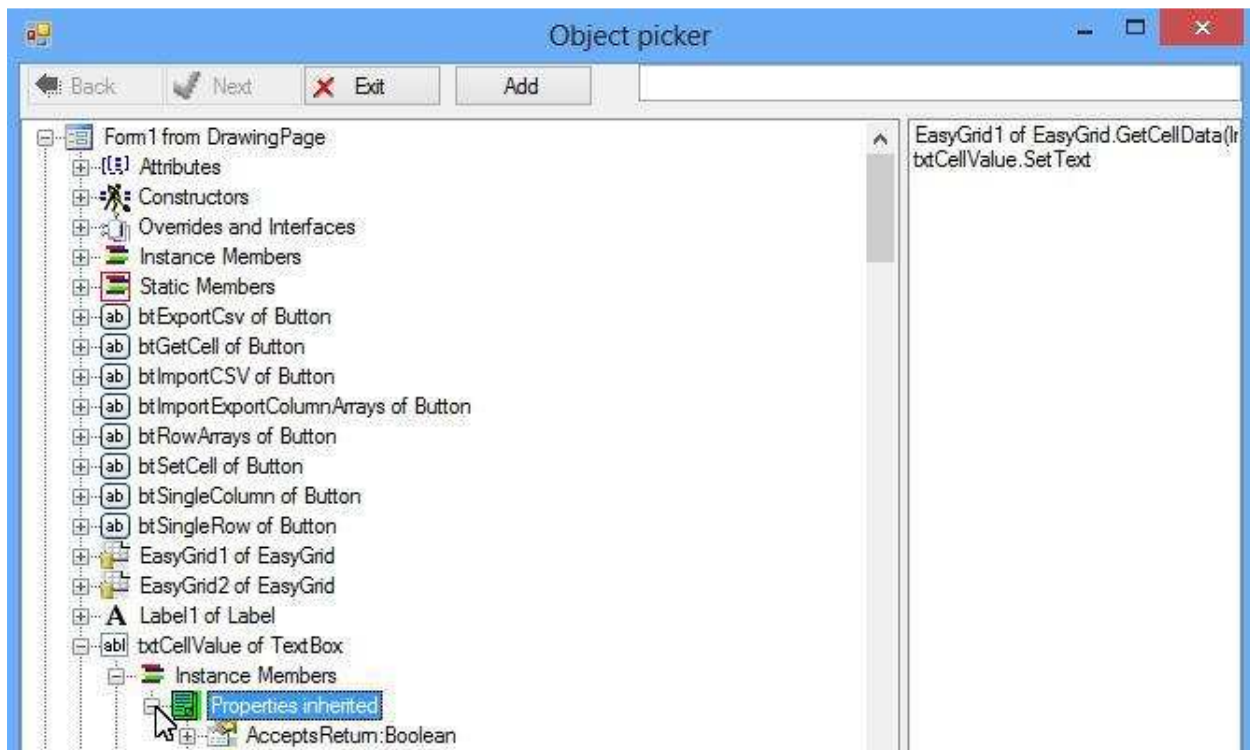 Object picker
Back Next Exit Add
Form1 from DrawingPage
Attributes
Constructors
Overrides and Interfaces
Instance Members
Static Members
btExportCsv of Button
btGetCell of Button
btImportCSV of Button
btImportExportColumnArrays of Button
btRowArrays of Button
btSetCell of Button
btSingleColumn of Button
btSingleRow of Button
EasyGrid1 of EasyGrid
EasyGrid2 of EasyGrid
A Label1 of Label
txtCellValue of TextBox
Instance Members
Properties inherited
AcceptsReturn:Boolean
EasyGrid1 of EasyGrid.GetCellData(
txtCellValue.SetText